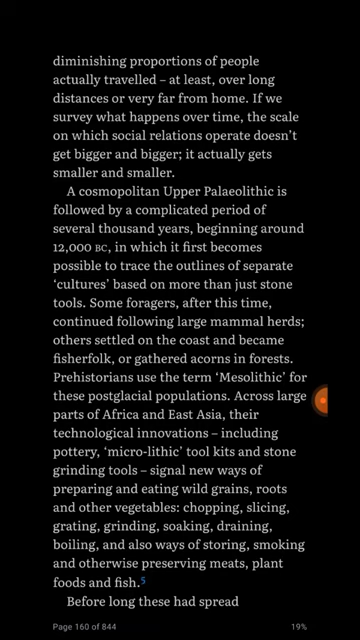 diminishing proportions of people
actually travelled – at least, over long
distances or very far from home. If we
survey what happens over time, the scale
on which social relations operate doesn't
get bigger and bigger; it actually gets
smaller and smaller.
A cosmopolitan Upper Palaeolithic is
followed by a complicated period of
several thousand years, beginning around
12,000 BC, in which it first becomes
possible to trace the outlines of separate
‘cultures’ based on more than just stone
tools. Some foragers, after this time,
continued following large mammal herds;
others settled on the coast and became
fisherfolk, or gathered acorns in forests.
Prehistorians use the term ‘Mesolithic’ for
these postglacial populations. Across large
parts of Africa and East Asia, their
technological innovations – including
pottery, ‘micro-lithic’ tool kits and stone
grinding tools – signal new ways of
preparing and eating wild grains, roots
and other vegetables: chopping, slicing,
grating, grinding, soaking, draining,
boiling, and also ways of storing, smoking
and otherwise preserving meats, plant
foods and fish.5
Before long these had spread
Page 160 of 844 19%